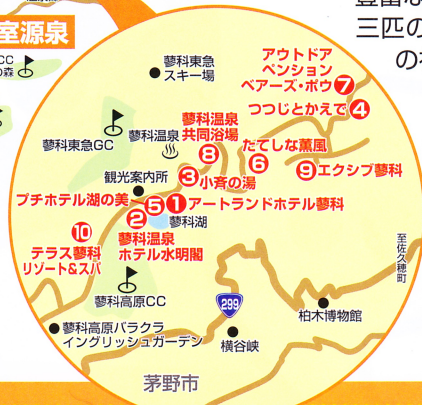 室源泉
CC
の森
豊富な
三匹の
の
蓼科東急
スキー場
アウトドア
ペンション
ベアーズ・ポウ 7
つつじとかえで 4
蓼科温泉
共同浴場
8
蓼科東急GC
蓼科温泉
たてしな薫風
6
9 エクシブ蓼科
3 小斉の湯
観光案内所
プチホテル湖の美 5
1 アートランドホテル蓼科
2
蓼科湖
10
テラス蓼科
リゾート&スパ
蓼科温泉
ホテル水明閣
至佐久穂町
蓼科高原CC
299
柏木博物館
蓼科高原バラクラ
イングリッシュガーデン
横谷峡
茅野市